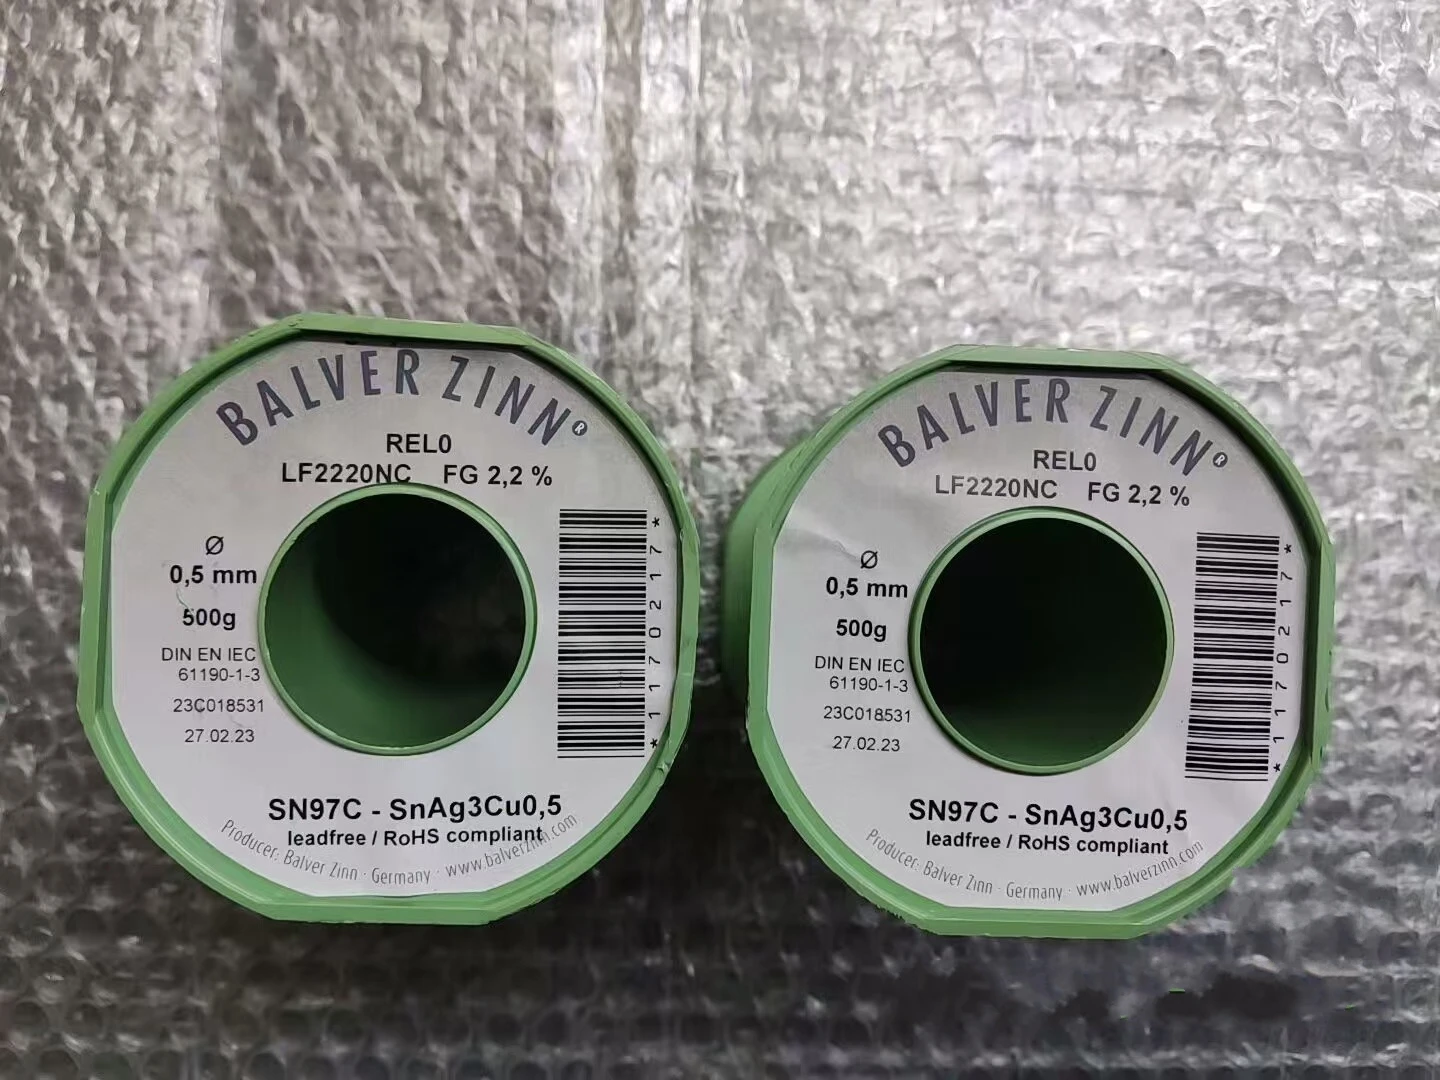 BALVER ZINN®
REL0
LF2220NC FG 2,2 %
Ø
0,5 mm
500g
DIN EN IEC
61190-1-3
23C018531
27.02.23
*1170217*
SN97C - SnAg3Cu0,5
leadfree / RoHS compliant
Producer: Balver Zinn · Germany · www.balverzinn.com
BALVER ZINN®
REL0
LF2220NC FG 2,2 %
Ø
0,5 mm
500g
DIN EN IEC
61190-1-3
23C018531
27.02.23
*1170217*
SN97C - SnAg3Cu0,5
leadfree / RoHS compliant
Producer: Balver Zinn · Germany · www.balverzinn.com